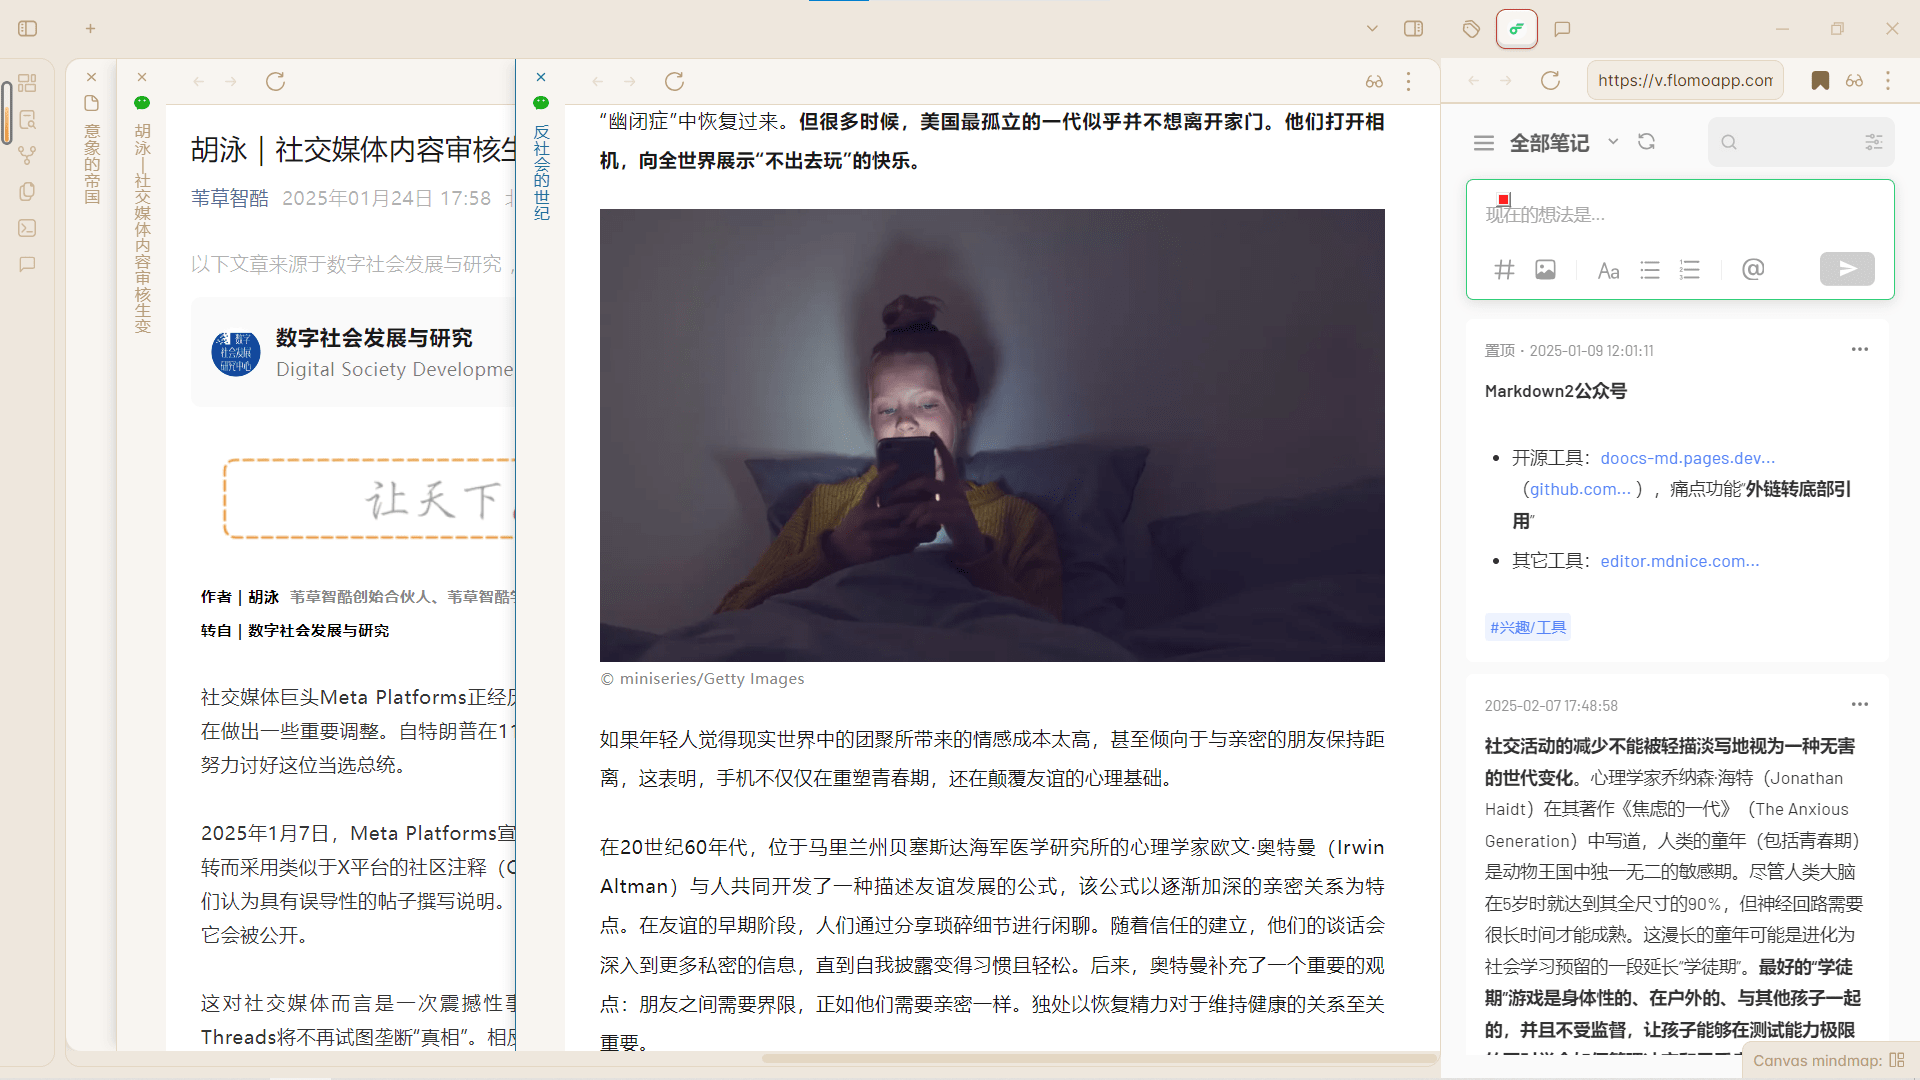 意象的帝国
胡泳|社交媒体内容审核生变
胡泳 | 社交媒体内容审核生
苇草智酷 2025年01月24日 17:58
以下文章来源于数字社会发展与研究，
数字
社会发展
研究中心
数字社会发展与研究
Digital Society Developme
让天下
作者 | 胡泳 苇草智酷创始合伙人、苇草智酷学
转自 | 数字社会发展与研究
社交媒体巨头Meta Platforms正经历
在做出一些重要调整。自特朗普在11
努力讨好这位当选总统。
2025年1月7日，Meta Platforms宣
转而采用类似于X平台的社区注释（C
们认为具有误导性的帖子撰写说明。
它会被公开。
这对社交媒体而言是一次震撼性事
Threads将不再试图垄断“真相”。相反
反社会的世纪
“幽闭症”中恢复过来。但很多时候，美国最孤立的一代似乎并不想离开家门。他们打开相
机，向全世界展示“不出去玩”的快乐。
© miniseries/Getty Images
如果年轻人觉得现实世界中的团聚所带来的情感成本太高，甚至倾向于与亲密的朋友保持距
离，这表明，手机不仅仅在重塑青春期，还在颠覆友谊的心理基础。
在20世纪60年代，位于马里兰州贝塞斯达海军医学研究所的心理学家欧文·奥特曼（Irwin
Altman）与人共同开发了一种描述友谊发展的公式，该公式以逐渐加深的亲密关系为特
点。在友谊的早期阶段，人们通过分享琐碎细节进行闲聊。随着信任的建立，他们的谈话会
深入到更多私密的信息，直到自我披露变得习惯且轻松。后来，奥特曼补充了一个重要的观
点：朋友之间需要界限，正如他们需要亲密一样。独处以恢复精力对于维持健康的关系至关
重要。
https://v.flomoapp.com
全部笔记
现在的想法是...
Aa
@
置顶 · 2025-01-09 12:01:11
Markdown2公众号
• 开源工具：doocs-md.pages.dev...
（github.com... ），痛点功能“外链转底部引
用”
• 其它工具：editor.mdnice.com...
#兴趣/工具
2025-02-07 17:48:58
社交活动的减少不能被轻描淡写地视为一种无害
的世代变化。心理学家乔纳森·海特（Jonathan
Haidt）在其著作《焦虑的一代》（The Anxious
Generation）中写道，人类的童年（包括青春期）
是动物王国中独一无二的敏感期。尽管人类大脑
在5岁时就达到其全尺寸的90%，但神经回路需要
很长时间才能成熟。这漫长的童年可能是进化为
社会学习预留的一段延长“学徒期”。最好的“学徒
期”游戏是身体性的、在户外的、与其他孩子一起
的，并且不受监督，让孩子能够在测试能力极限
Canvas mindmap: